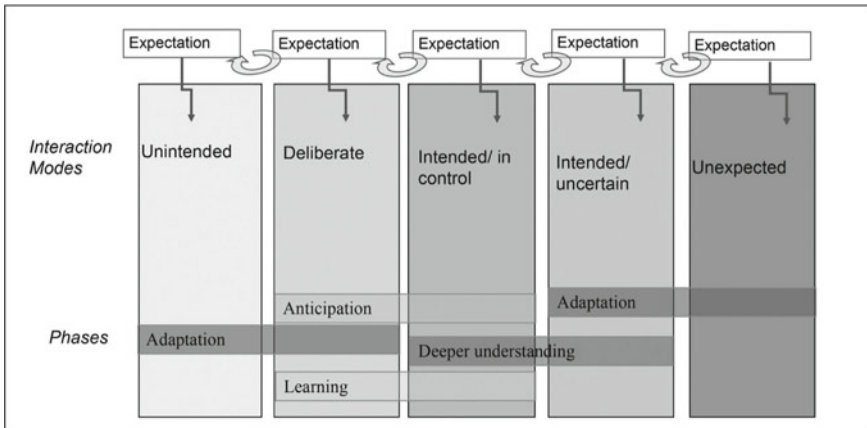 Expectation Expectation Expectation Expectation Expectation
Interaction
Modes
Unintended
Deliberate
Intended/ in
control
Intended/
uncertain
Unexpected
Phases
Anticipation
Adaptation
Adaptation
Deeper understanding
Learning